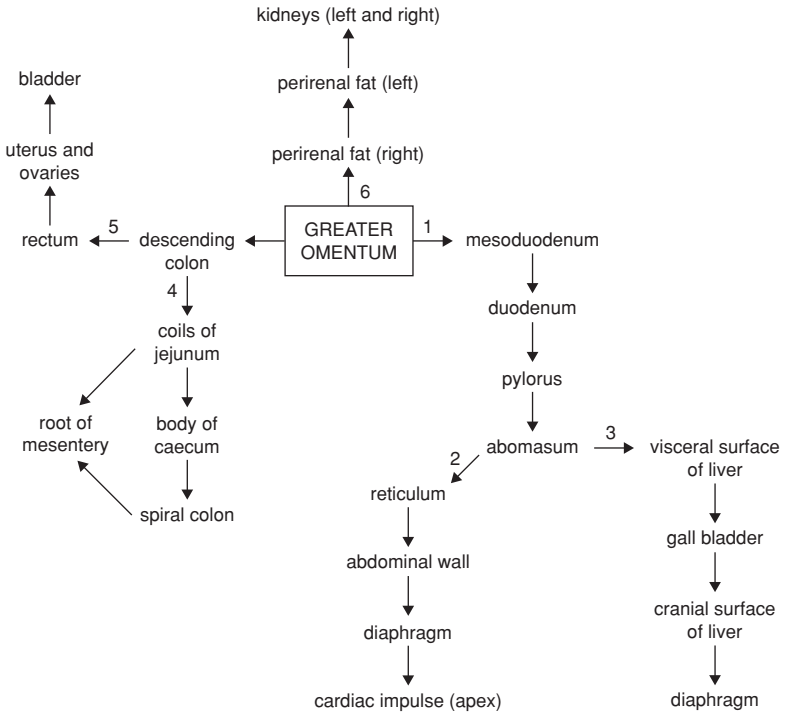 kidneys (left and right)
bladder
perirenal fat (left)
uterus and
ovaries
perirenal fat (right)
6
GREATER
OMENTUM
1
mesoduodenum
5
rectum
descending
colon
4
duodenum
coils of
jejunum
pylorus
root of
mesentery
body of
caecum
abomasum
3
visceral surface
of liver
2
reticulum
spiral colon
gall bladder
abdominal wall
cranial surface
of liver
diaphragm
cardiac impulse (apex)
diaphragm